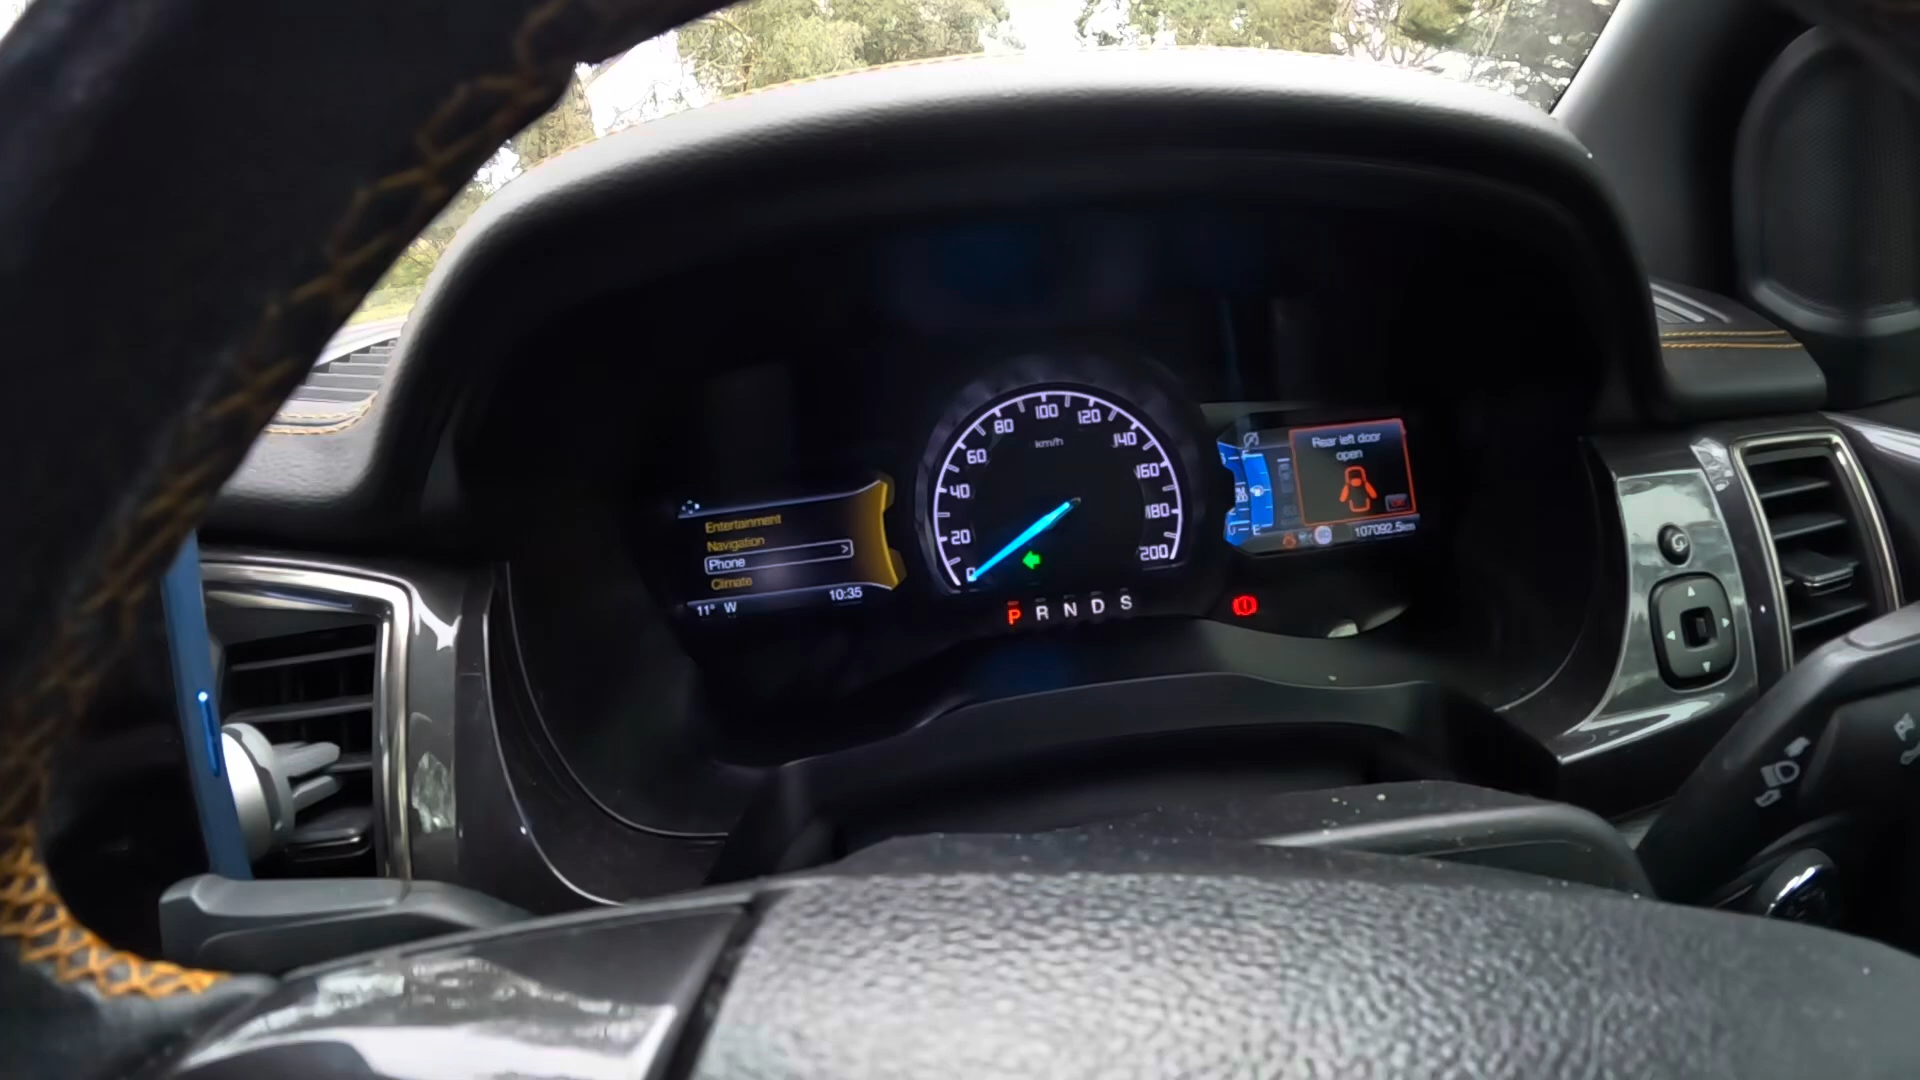 Entertainment
Navigation
Phone >
Climate
11° W 10:35
0 20 40 60 80 100 120 140 160 180 200
km/h
P R N D S
Rear left door
open
107092.5km